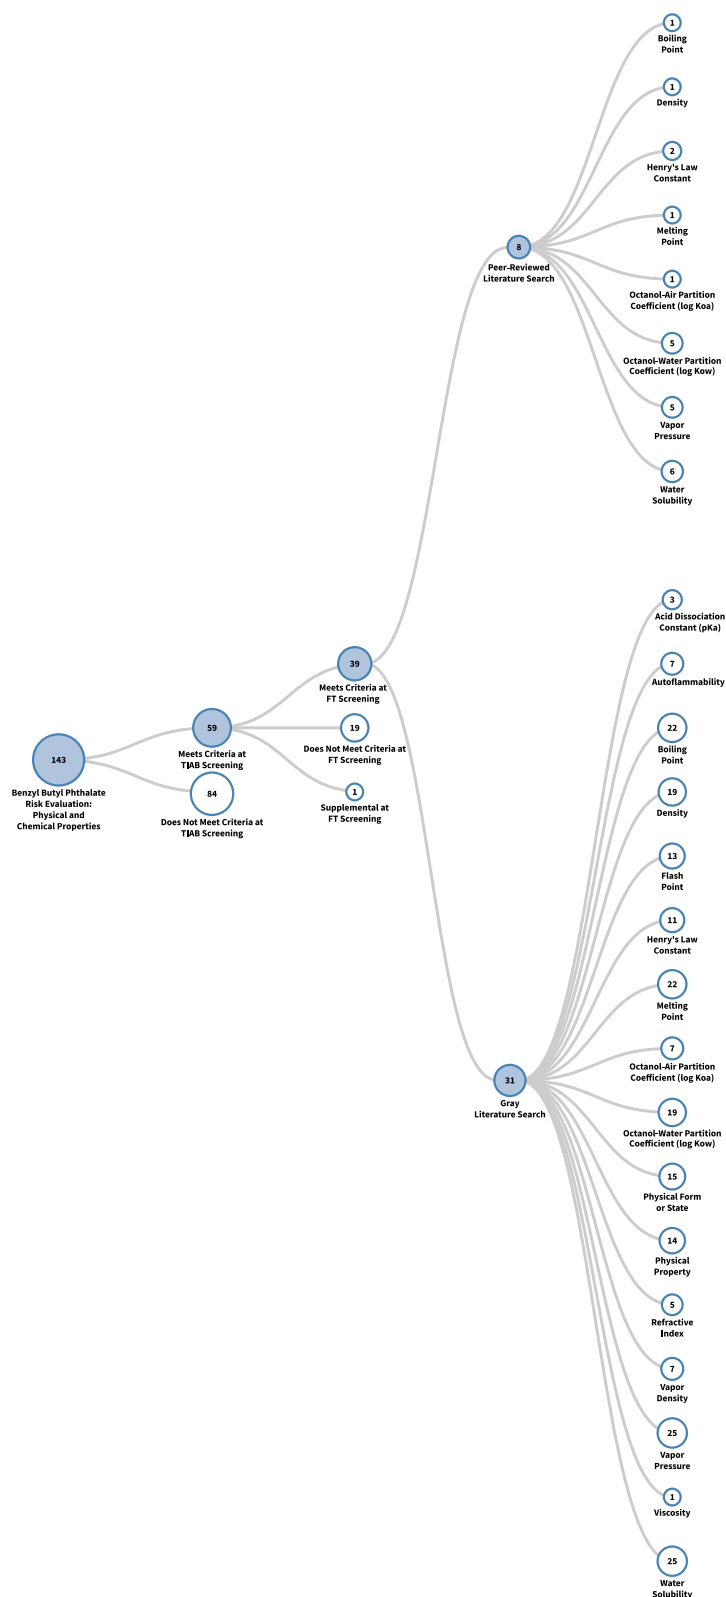 143
Benzyl Butyl Phthalate
Risk Evaluation:
Physical and
Chemical Properties
59
Meets Criteria at
TIAB Screening
84
Does Not Meet Criteria at
TIAB Screening
39
Meets Criteria at
FT Screening
19
Does Not Meet Criteria at
FT Screening
1
Supplemental at
FT Screening
8
Peer-Reviewed
Literature Search
1
Boiling
Point
1
Density
2
Henry's Law
Constant
1
Melting
Point
1
Octanol-Air Partition
Coefficient (log Koa)
5
Octanol-Water Partition
Coefficient (log Kow)
5
Vapor
Pressure
6
Water
Solubility
31
Gray
Literature Search
3
Acid Dissociation
Constant (pKa)
7
Autoflammability
22
Boiling
Point
19
Density
13
Flash
Point
11
Henry's Law
Constant
22
Melting
Point
7
Octanol-Air Partition
Coefficient (log Koa)
19
Octanol-Water Partition
Coefficient (log Kow)
15
Physical Form
or State
14
Physical
Property
5
Refractive
Index
7
Vapor
Density
25
Vapor
Pressure
1
Viscosity
25
Water
Solubility